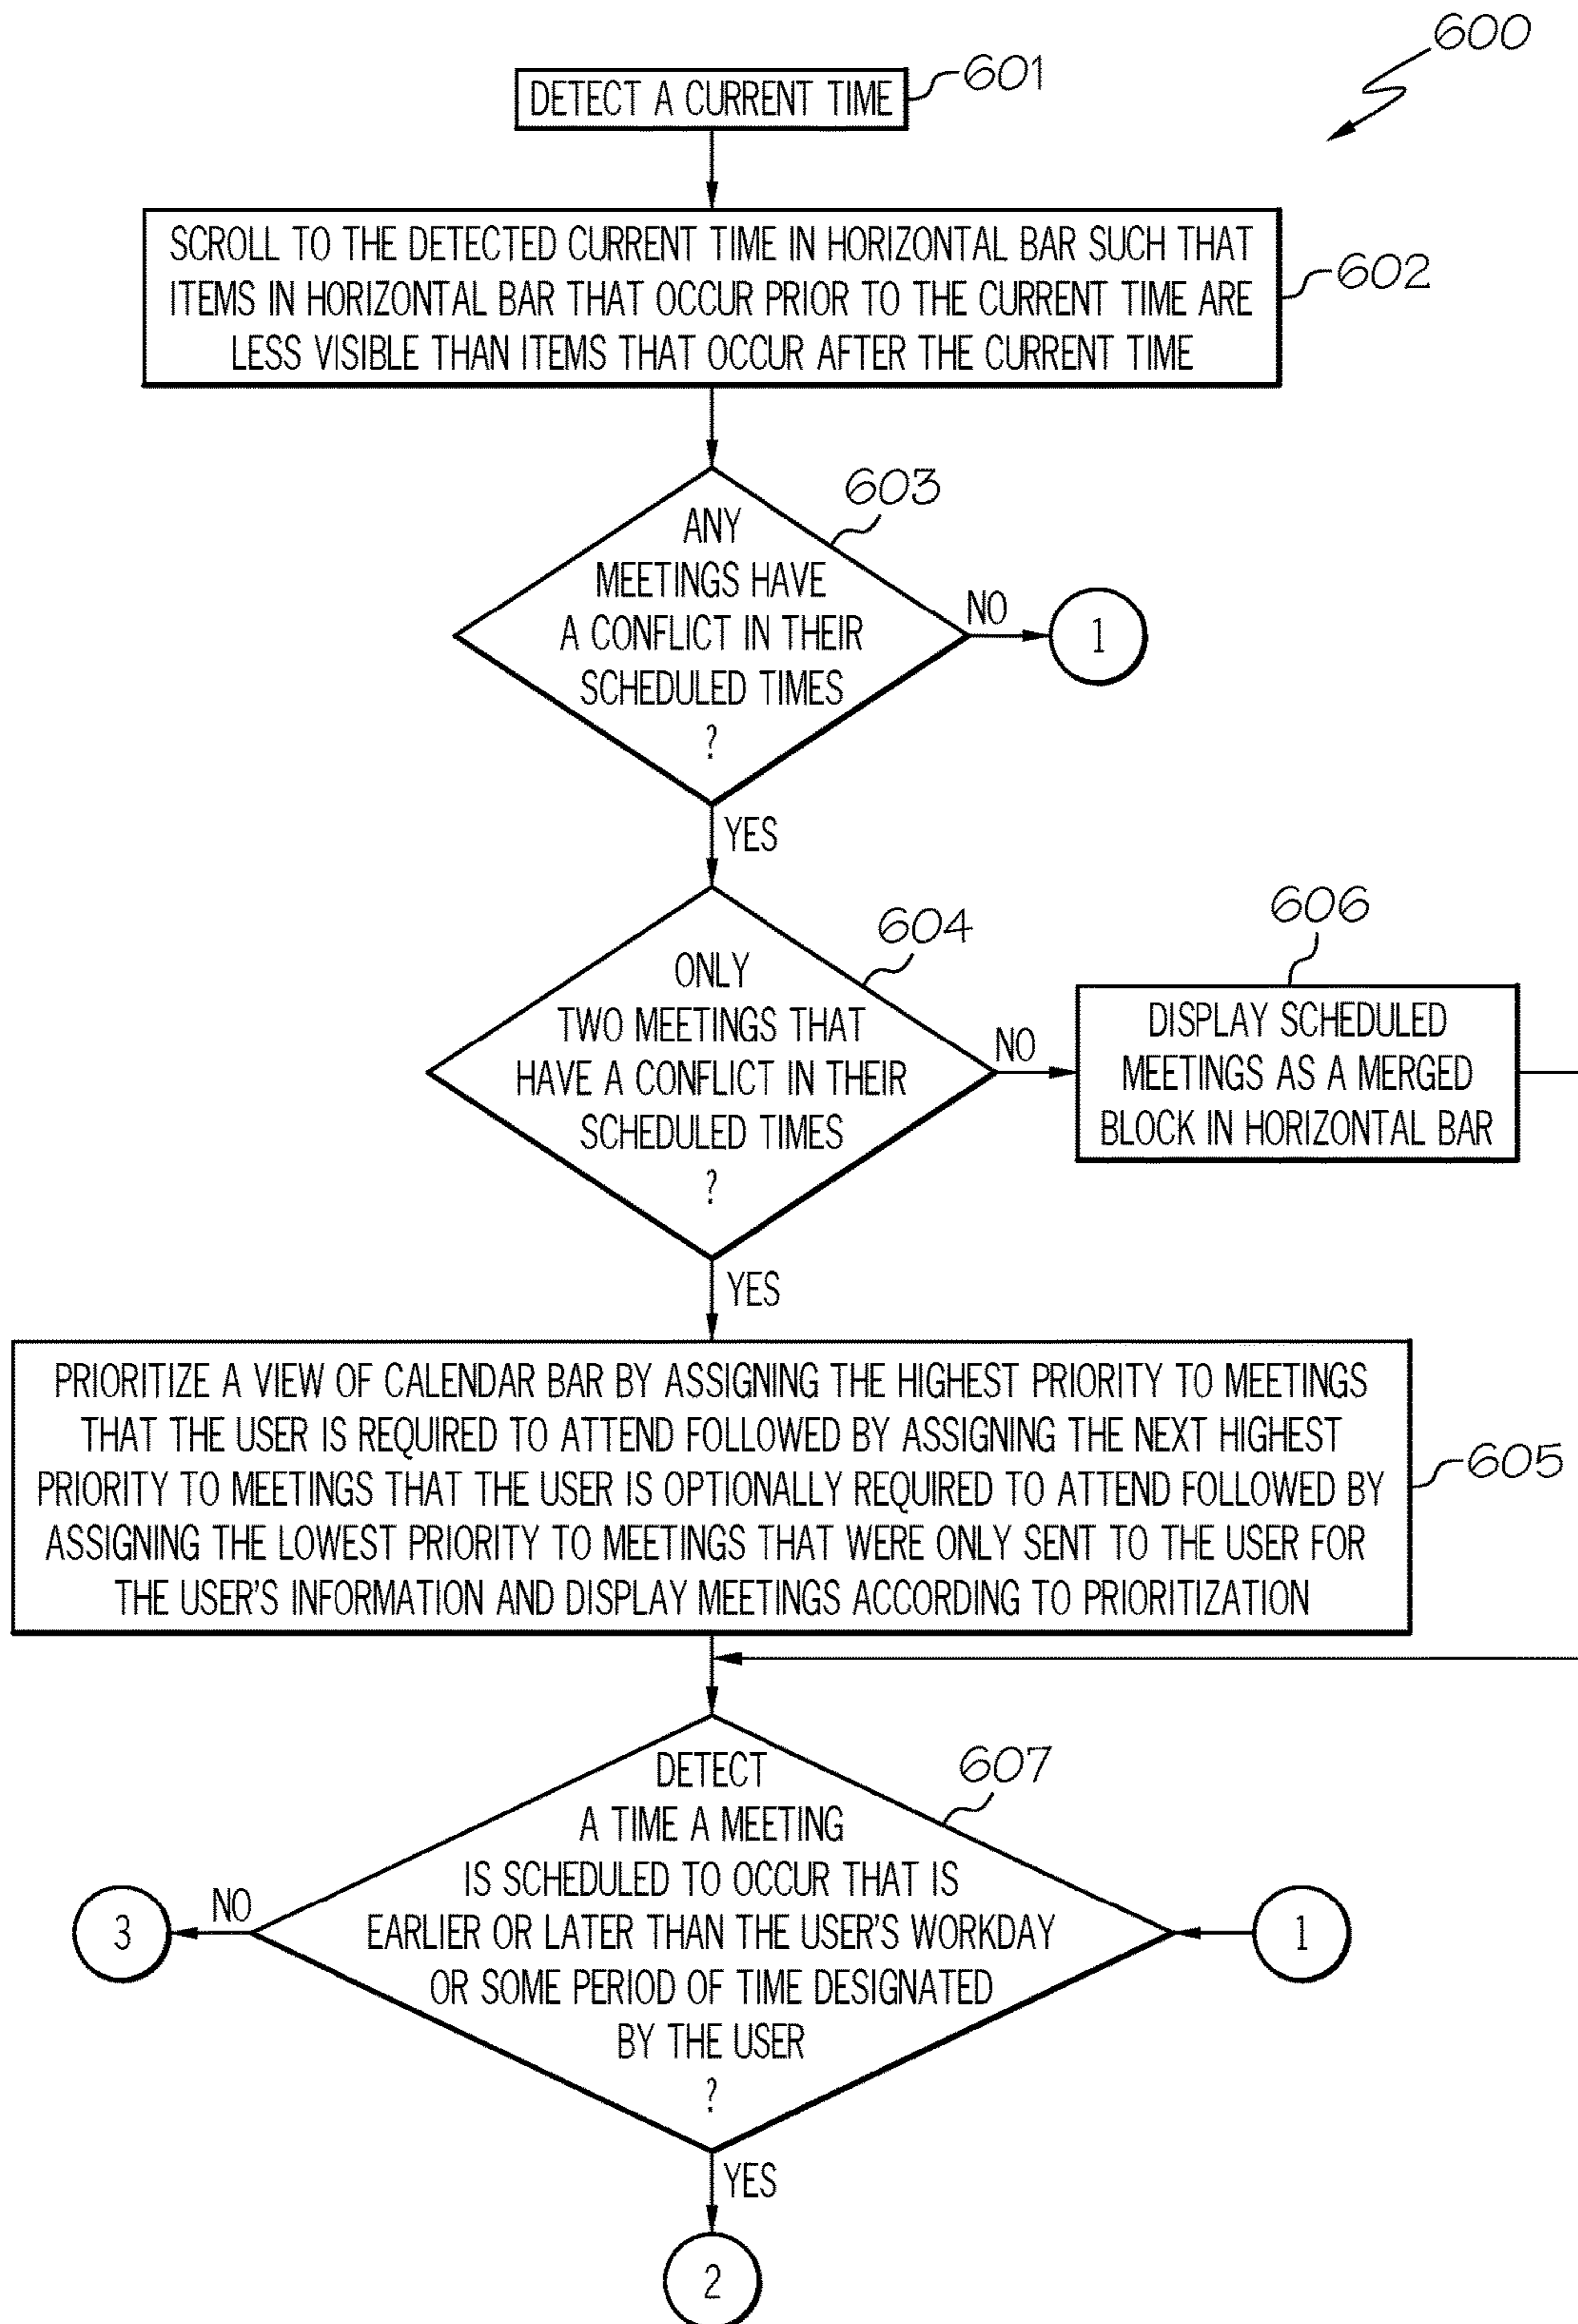 600
DETECT A CURRENT TIME
601
SCROLL TO THE DETECTED CURRENT TIME IN HORIZONTAL BAR SUCH THAT
ITEMS IN HORIZONTAL BAR THAT OCCUR PRIOR TO THE CURRENT TIME ARE
LESS VISIBLE THAN ITEMS THAT OCCUR AFTER THE CURRENT TIME
602
603
ANY
MEETINGS HAVE
A CONFLICT IN THEIR
SCHEDULED TIMES
?
NO
1
YES
604
ONLY
TWO MEETINGS THAT
HAVE A CONFLICT IN THEIR
SCHEDULED TIMES
?
NO
606
DISPLAY SCHEDULED
MEETINGS AS A MERGED
BLOCK IN HORIZONTAL BAR
YES
PRIORITIZE A VIEW OF CALENDAR BAR BY ASSIGNING THE HIGHEST PRIORITY TO MEETINGS
THAT THE USER IS REQUIRED TO ATTEND FOLLOWED BY ASSIGNING THE NEXT HIGHEST
PRIORITY TO MEETINGS THAT THE USER IS OPTIONALLY REQUIRED TO ATTEND FOLLOWED BY
ASSIGNING THE LOWEST PRIORITY TO MEETINGS THAT WERE ONLY SENT TO THE USER FOR
THE USER'S INFORMATION AND DISPLAY MEETINGS ACCORDING TO PRIORITIZATION
605
607
DETECT
A TIME A MEETING
IS SCHEDULED TO OCCUR THAT IS
EARLIER OR LATER THAN THE USER'S WORKDAY
OR SOME PERIOD OF TIME DESIGNATED
BY THE USER
?
NO
3
1
YES
2